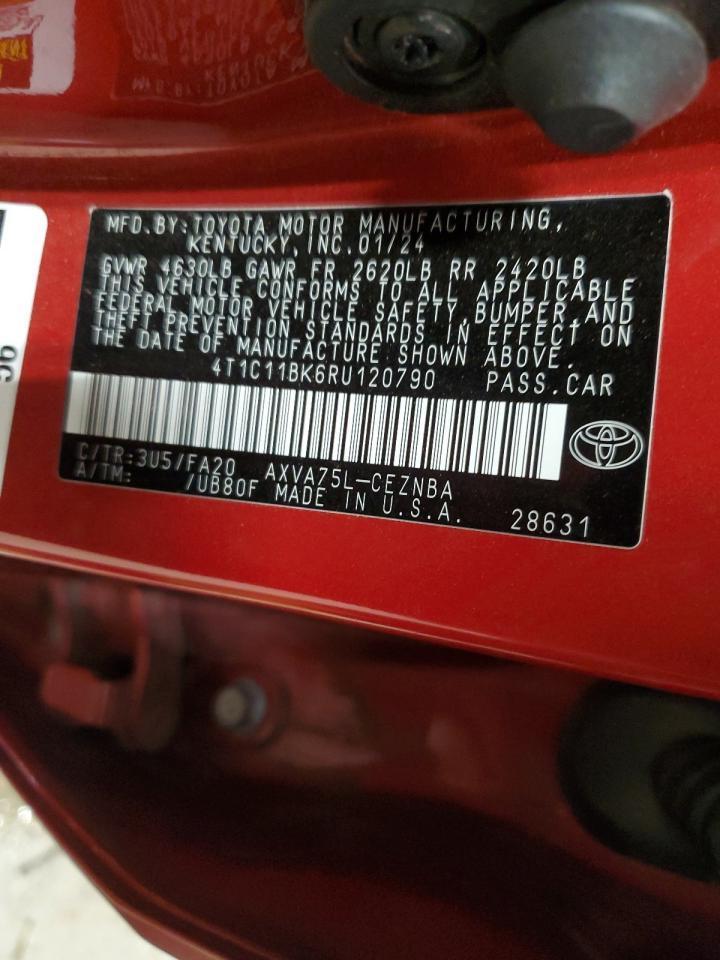 MFD.BY:TOYOTA MOTOR MANUFACTURING,
KENTUCKY, INC.01/24
GVWR 4630LB GAWR FR 2620LB RR 2420LB
THIS VEHICLE CONFORMS TO ALL APPLICABLE
FEDERAL MOTOR VEHICLE SAFETY,BUMPER,AND
THEFT PREVENTION STANDARDS IN EFFECT ON
THE DATE OF MANUFACTURE SHOWN ABOVE.
4T1C11BK6RU120790 PASS.CAR
C/TR:3U5/FA20 AXVA75L-CEZNBA
A/TM: /UB80F MADE IN U.S.A. 28631